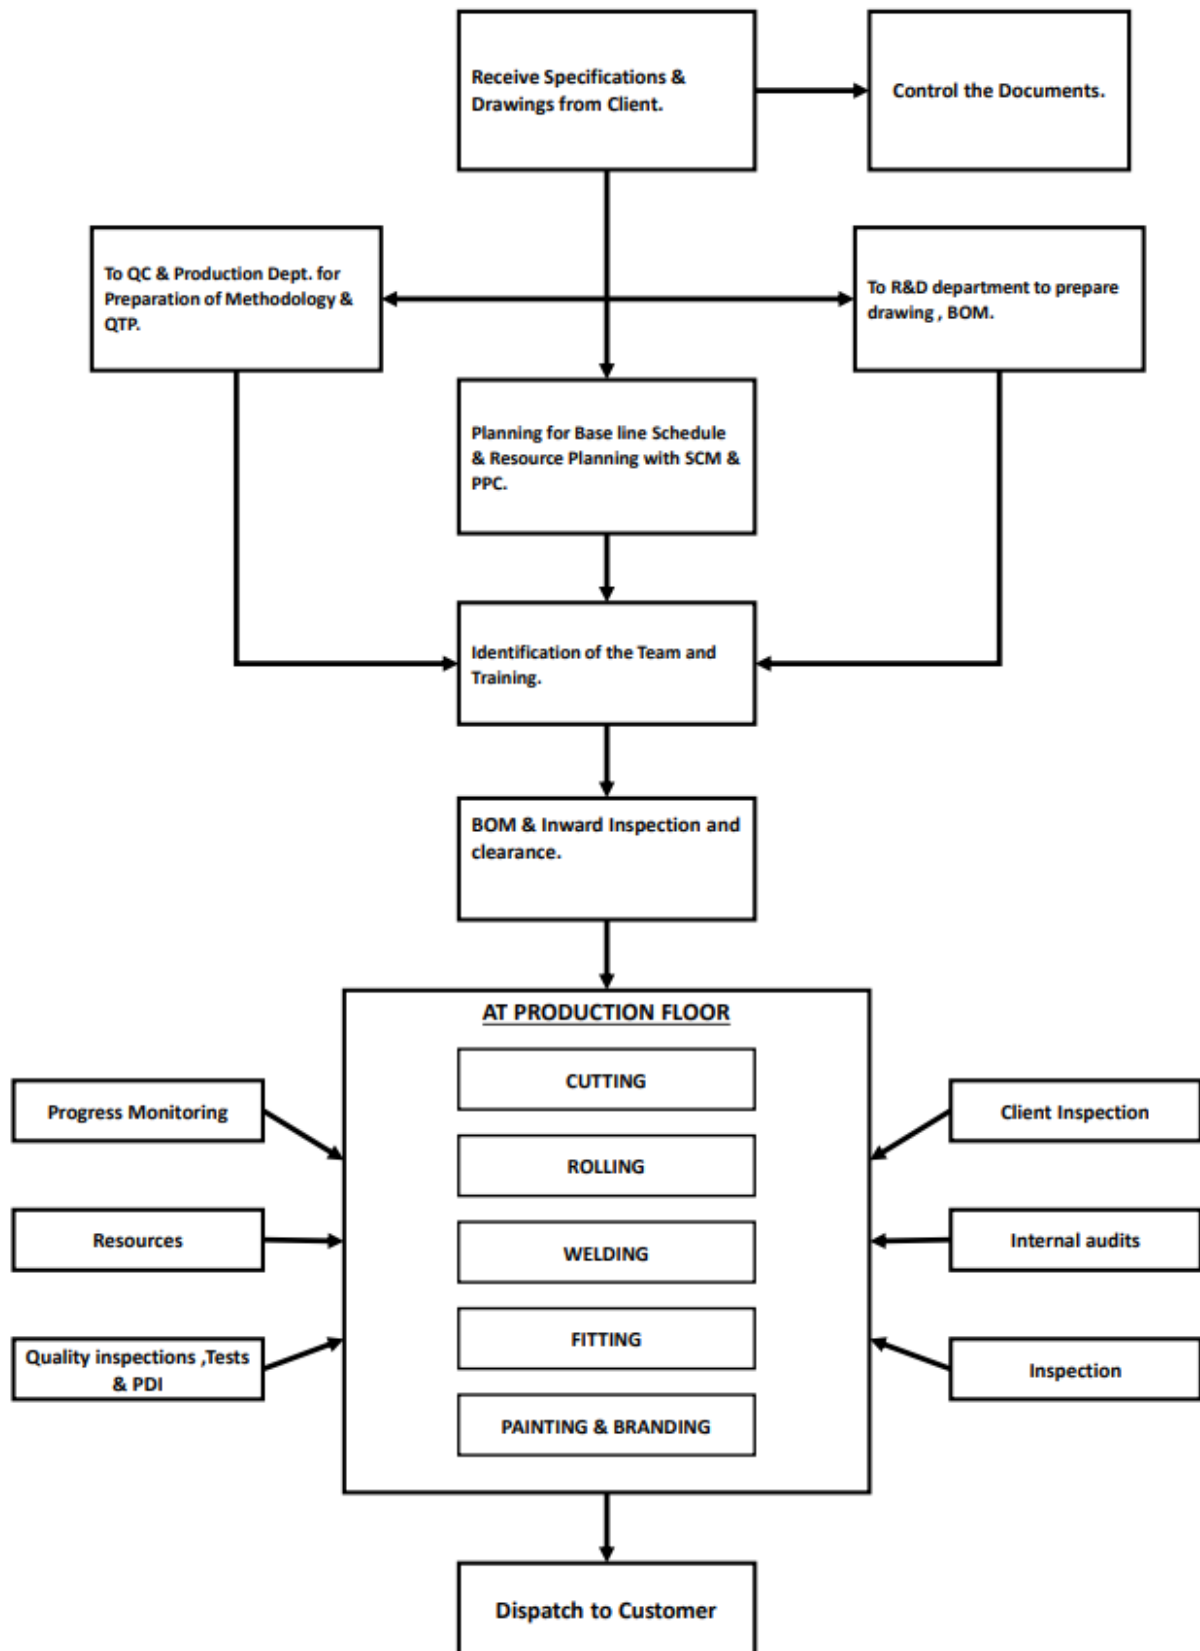 Receive Specifications &
Drawings from Client.
Control the Documents.
To QC & Production Dept. for
Preparation of Methodology &
QTP.
To R&D department to prepare
drawing , BOM.
Planning for Base line Schedule
& Resource Planning with SCM &
PPC.
Identification of the Team and
Training.
BOM & Inward Inspection and
clearance.
AT PRODUCTION FLOOR
CUTTING
ROLLING
WELDING
FITTING
PAINTING & BRANDING
Progress Monitoring
Resources
Quality inspections ,Tests
& PDI
Client Inspection
Internal audits
Inspection
Dispatch to Customer